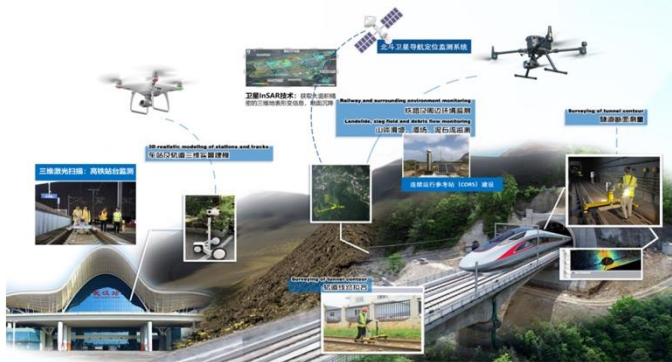 北斗卫星导航定位监测系统
卫星InSAR技术：获取大面积精
密的三维地表形变信息，地面沉降
Railway and surrounding environment monitoring
铁路及周边环境监测
Landslide, slag field and debris flow monitoring
山体滑坡、渣场、泥石流监测
Surveying of tunnel contour
隧道断面测量
3D realistic modeling of stations and tracks
车站及轨道三维实景建模
三维激光扫描：高铁站台监测
连续运行参考站（CORS）建设
Surveying of tunnel contour
轨道线位拟合